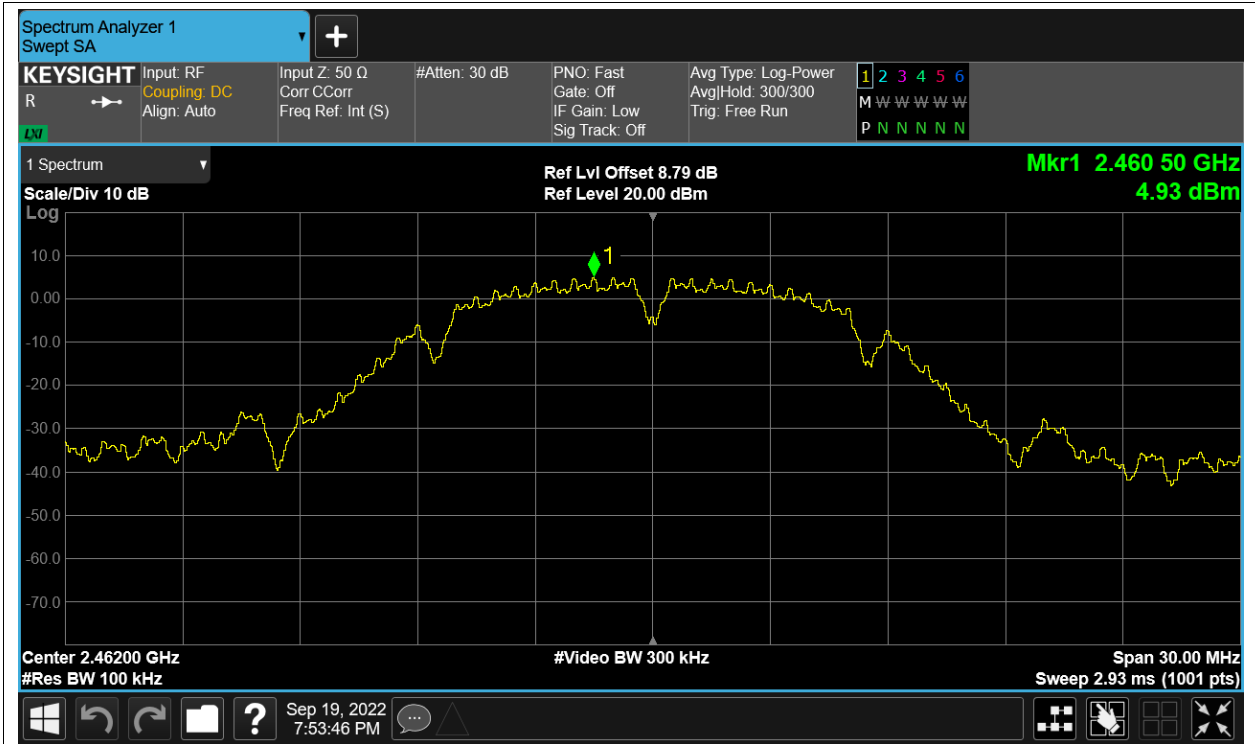 Spectrum Analyzer 1
Swept SA
KEYSIGHT
R
LXI
Input: RF
Coupling: DC
Align: Auto
Input Z: 50 Ω
Corr CCorr
Freq Ref: Int (S)
#Atten: 30 dB
PNO: Fast
Gate: Off
IF Gain: Low
Sig Track: Off
Avg Type: Log-Power
Avg|Hold: 300/300
Trig: Free Run
1 2 3 4 5 6
M W W W W W
P N N N N N
1 Spectrum
Scale/Div 10 dB
Log
Ref Lvl Offset 8.79 dB
Ref Level 20.00 dBm
Mkr1 2.460 50 GHz
4.93 dBm
1
10.0
0.00
-10.0
-20.0
-30.0
-40.0
-50.0
-60.0
-70.0
Center 2.46200 GHz
#Res BW 100 kHz
#Video BW 300 kHz
Span 30.00 MHz
Sweep 2.93 ms (1001 pts)
?
Sep 19, 2022
7:53:46 PM